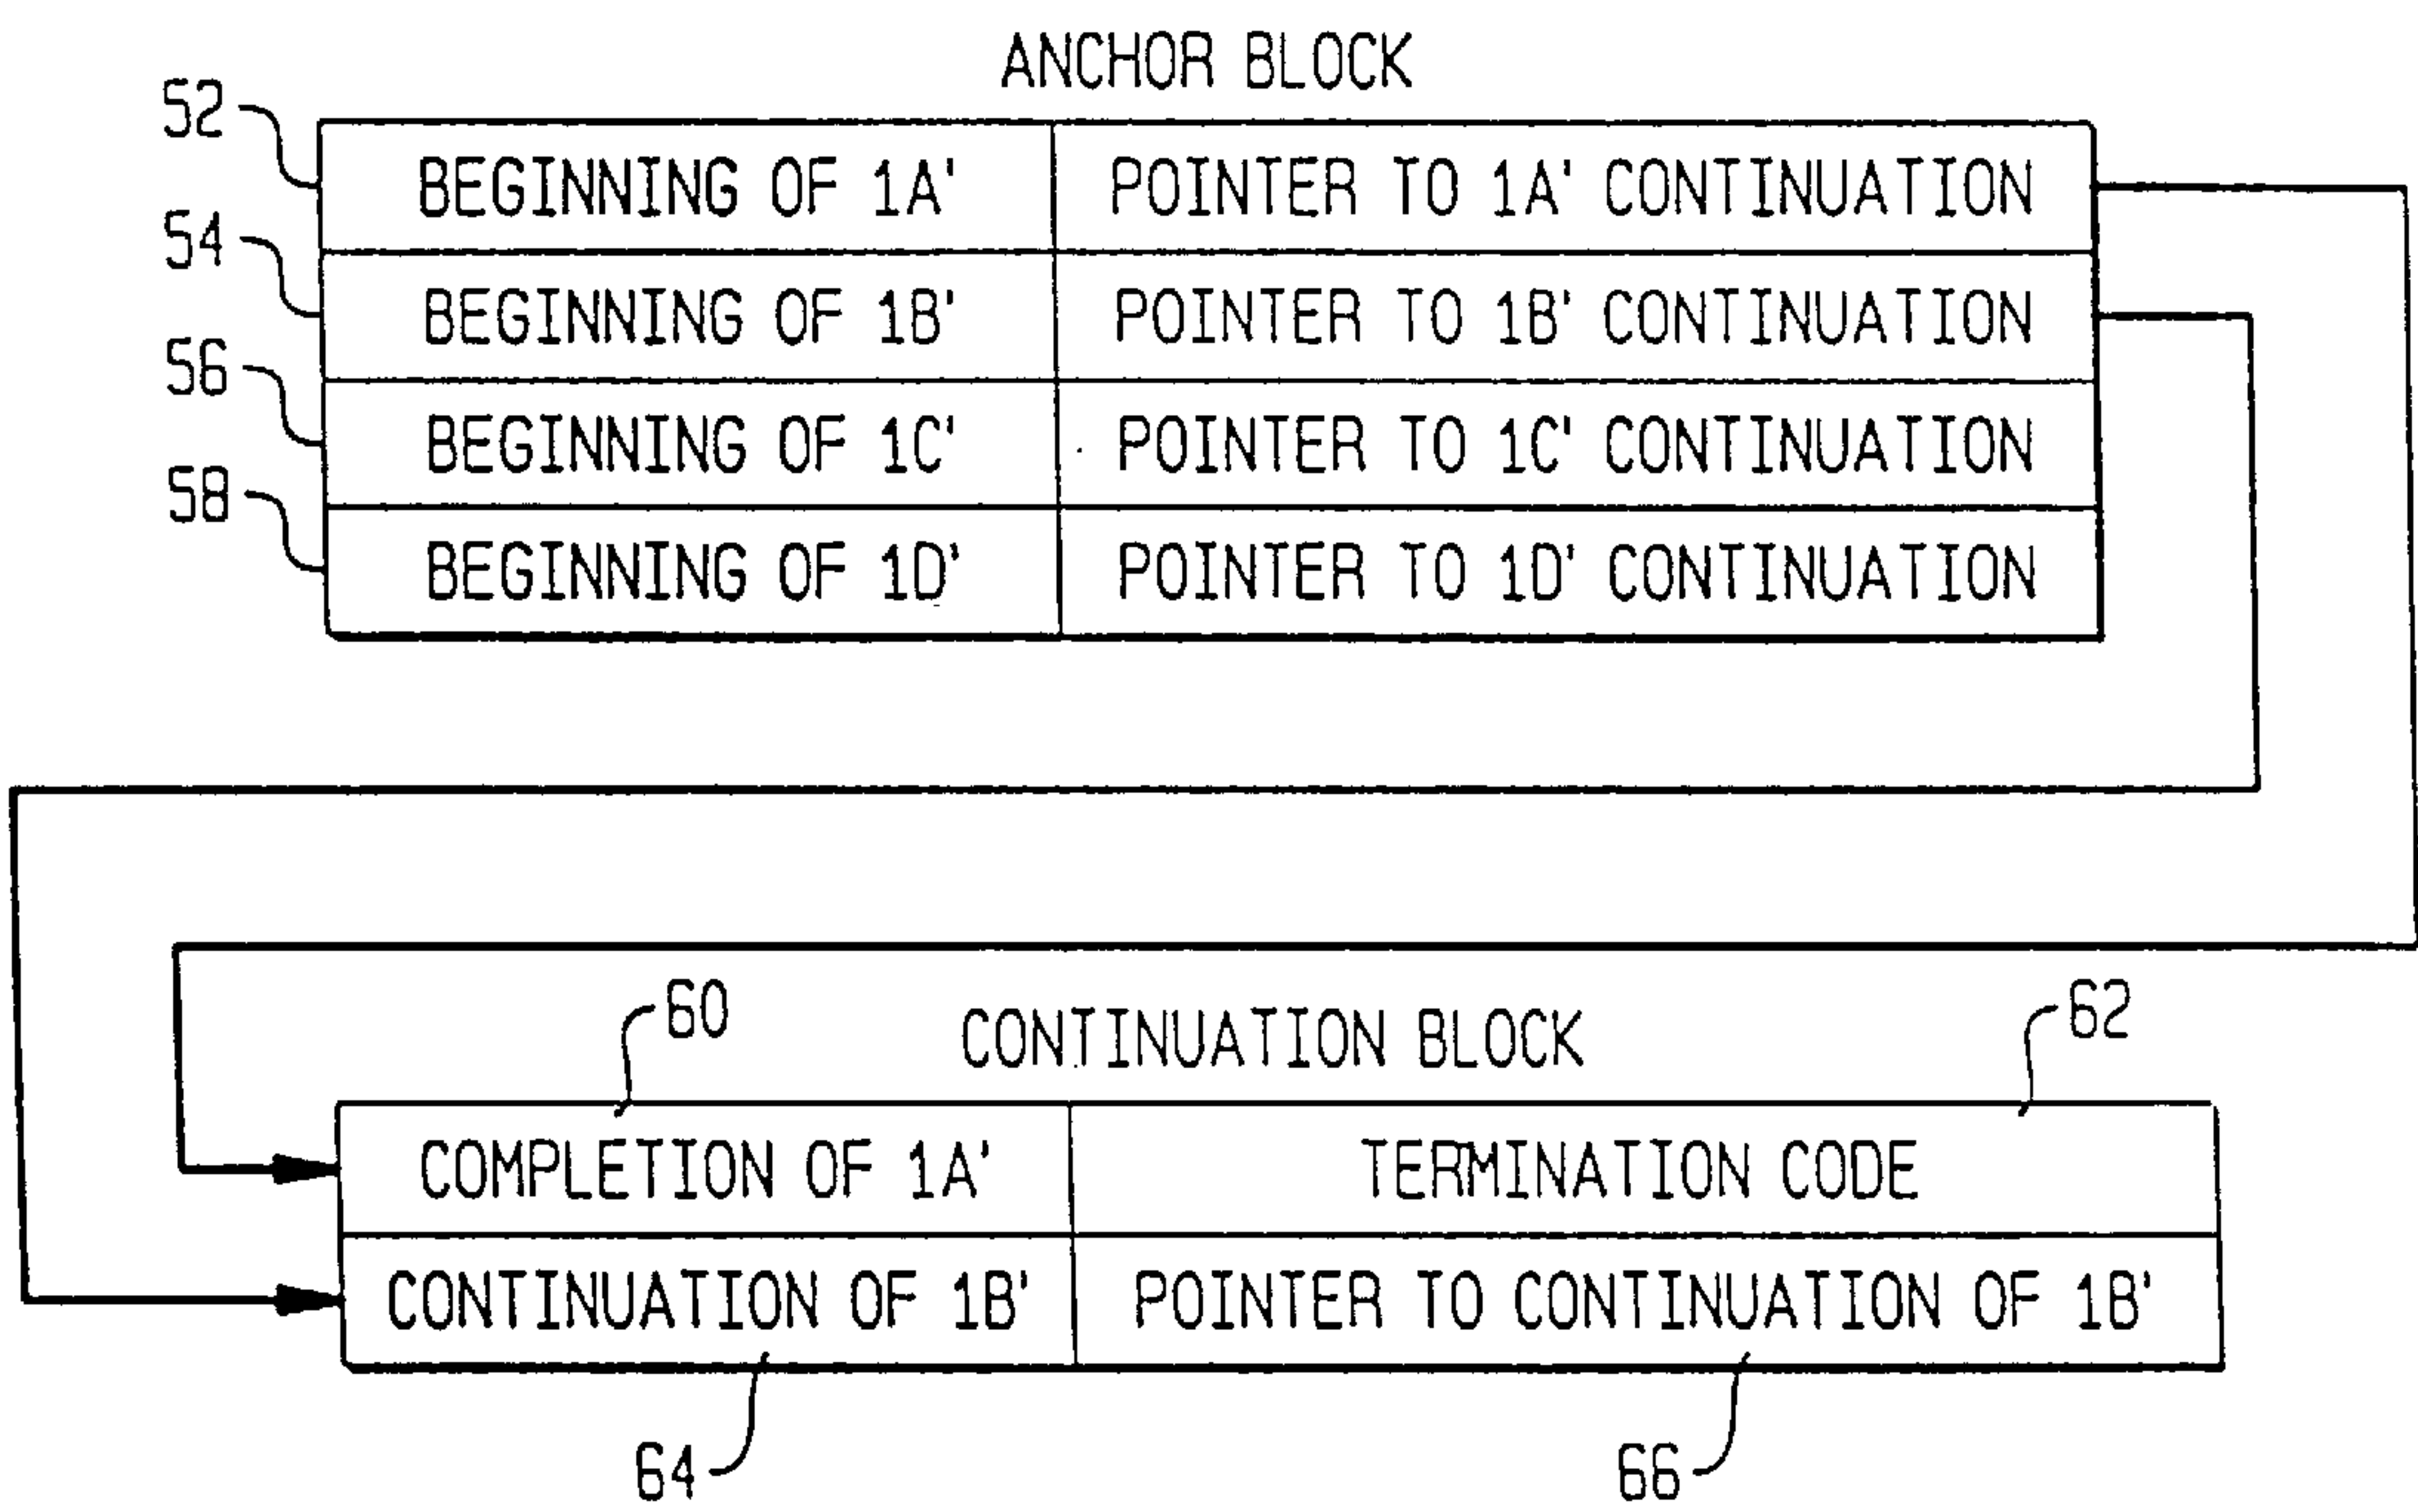 ANCHOR BLOCK
52
BEGINNING OF 1A' POINTER TO 1A' CONTINUATION
54
BEGINNING OF 1B' POINTER TO 1B' CONTINUATION
56
BEGINNING OF 1C' POINTER TO 1C' CONTINUATION
58
BEGINNING OF 1D' POINTER TO 1D' CONTINUATION
60
CONTINUATION BLOCK
62
COMPLETION OF 1A' TERMINATION CODE
CONTINUATION OF 1B' POINTER TO CONTINUATION OF 1B'
64
66